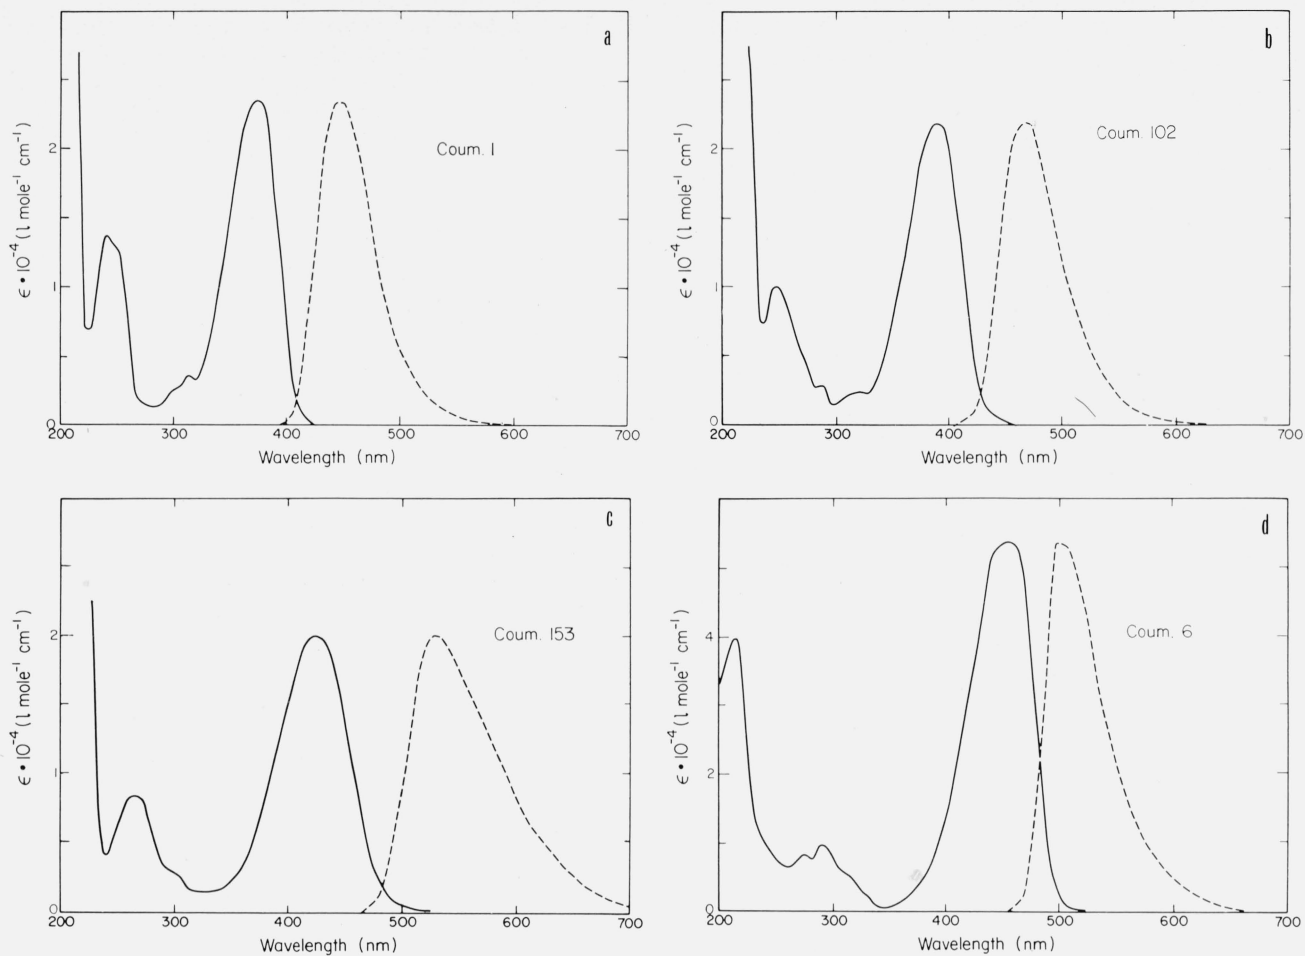 a
Coum. 1
ϵ • 10⁻⁴ (l mole⁻¹ cm⁻¹)
2
1
0
200 300 400 500 600 700
Wavelength (nm)
b
Coum. 102
ϵ • 10⁻⁴ (l mole⁻¹ cm⁻¹)
2
1
0
200 300 400 500 600 700
Wavelength (nm)
c
Coum. 153
ϵ • 10⁻⁴ (l mole⁻¹ cm⁻¹)
2
1
0
200 300 400 500 600 700
Wavelength (nm)
d
Coum. 6
ϵ • 10⁻⁴ (l mole⁻¹ cm⁻¹)
4
2
0
200 300 400 500 600 700
Wavelength (nm)